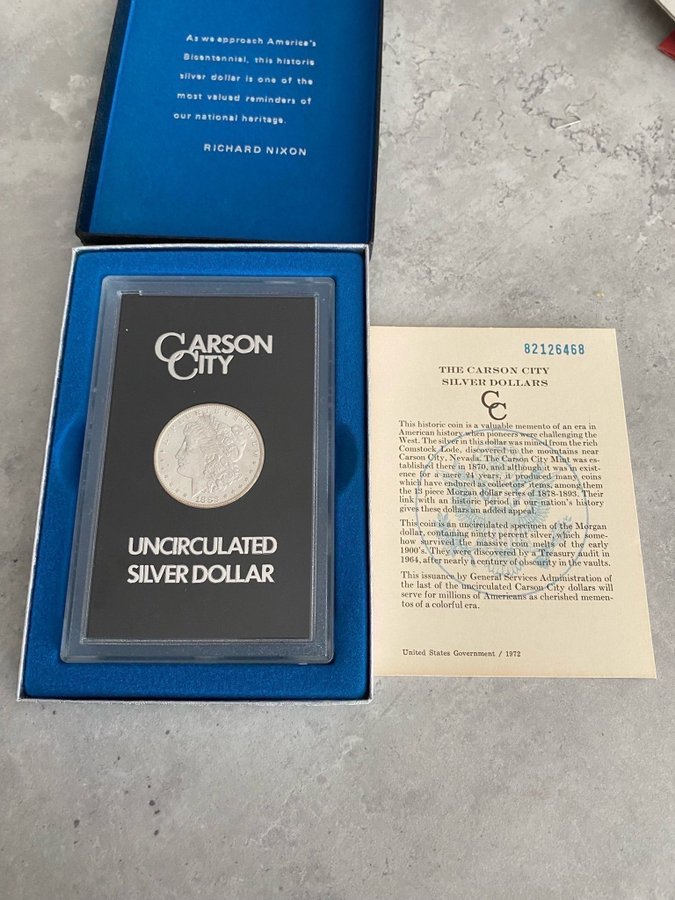 As we approach America's
Bicentennial, this historic
silver dollar is one of the
most valued reminders of
our national heritage.
RICHARD NIXON
CARSON
CITY
UNCIRCULATED
SILVER DOLLAR
82126468
THE CARSON CITY
SILVER DOLLARS
CC
This historic coin is a valuable memento of an era in
American history when pioneers were challenging the
West. The silver in this dollar was mined from the rich
Comstock Lode, discovered in the mountains near
Carson City, Nevada. The Carson City Mint was es-
tablished there in 1870, and although it was in exist-
ence for a mere 24 years, it produced many coins
which have endured as collectors' items, among them
the 13 piece Morgan dollar series of 1878-1893. Their
link with an historic period in our nation's history
gives these dollars an added appeal.
This coin is an uncirculated specimen of the Morgan
dollar, containing ninety percent silver, which some-
how survived the massive coin melts of the early
1900's. They were discovered by a Treasury audit in
1964, after nearly a century of obscurity in the vaults.
This issuance by General Services Administration of
the last of the uncirculated Carson City dollars will
serve for millions of Americans as cherished memen-
tos of a colorful era.
United States Government / 1972